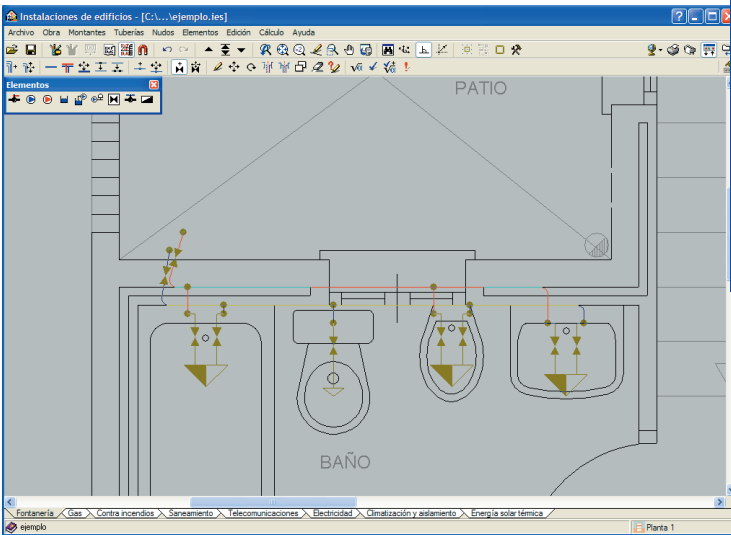 Instalaciones de edificios - [C:\...\ejemplo.ies]
Archivo Obra Montantes Tuberías Nudos Elementos Edición Cálculo Ayuda
Elementos
PATIO
BAÑO
Fontanería Gas Contra incendios Saneamiento Telecomunicaciones Electricidad Climatización y aislamiento Energía solar térmica
ejemplo
Planta 1